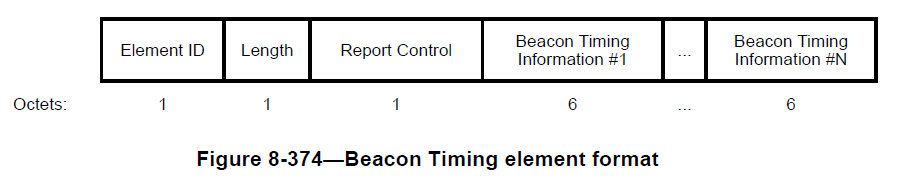 Element ID
Length
Report Control
Beacon Timing
Information #1
...
Beacon Timing
Information #N
Octets:
1
1
1
6
...
6
Figure 8-374—Beacon Timing element format